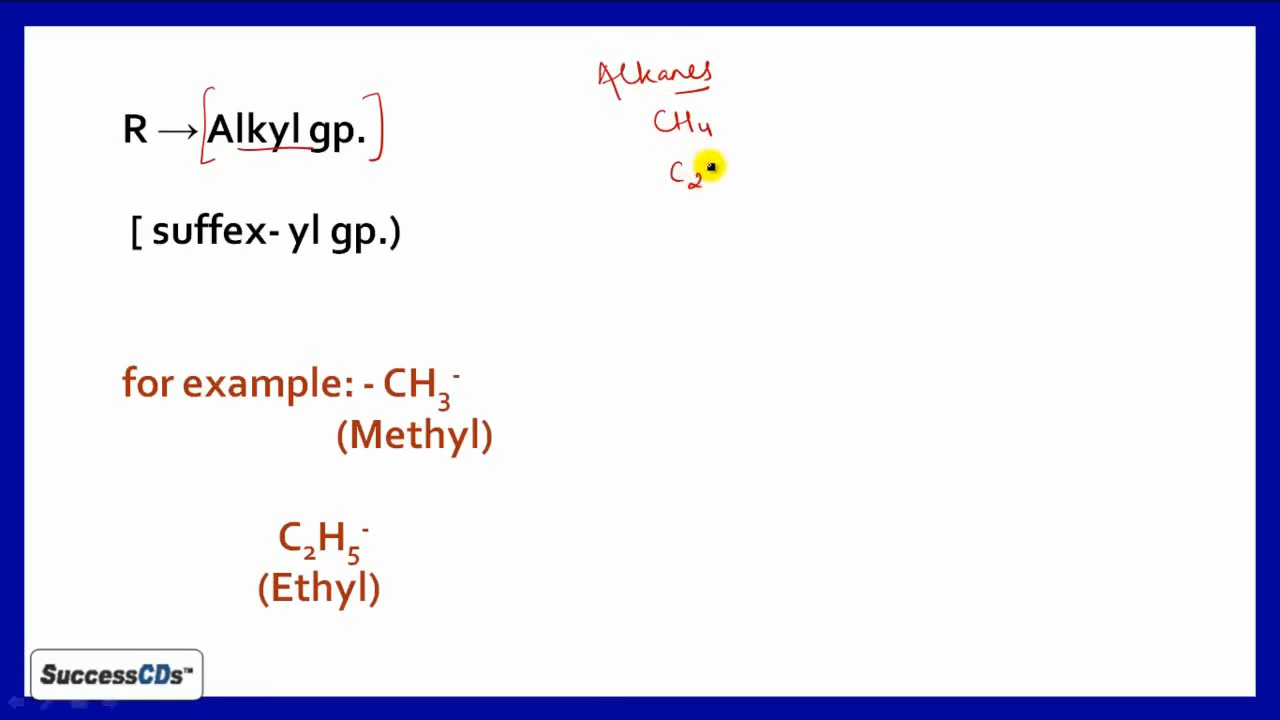 R → [Alkyl gp.]
[ suffex- yl gp.)
for example: - CH₃⁻
(Methyl)
C₂H₅⁻
(Ethyl)
Alkanes
CH₄
C₂
SuccessCDs™